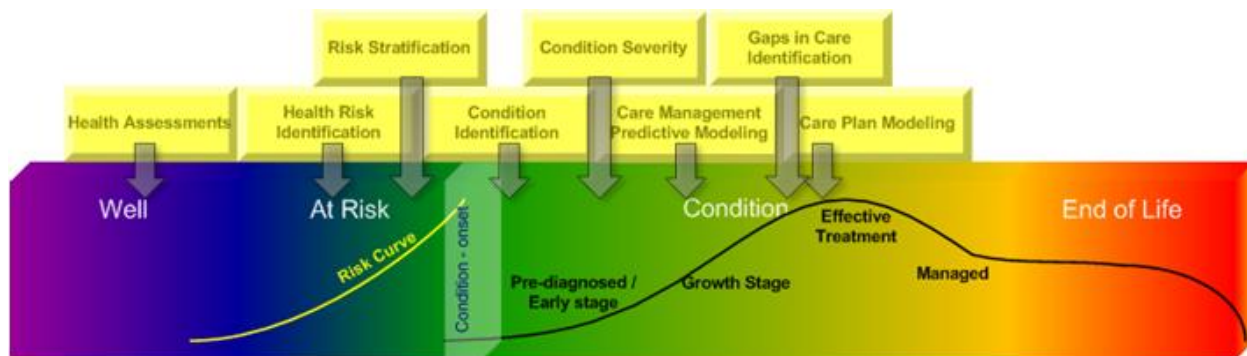 Risk Stratification
Condition Severity
Gaps in Care
Identification
Health Assessments
Health Risk
Identification
Condition
Identification
Care Management
Predictive Modeling
Care Plan Modeling
Well
At Risk
Condition
End of Life
Risk Curve
Condition - onset
Pre-diagnosed /
Early stage
Growth Stage
Effective
Treatment
Managed